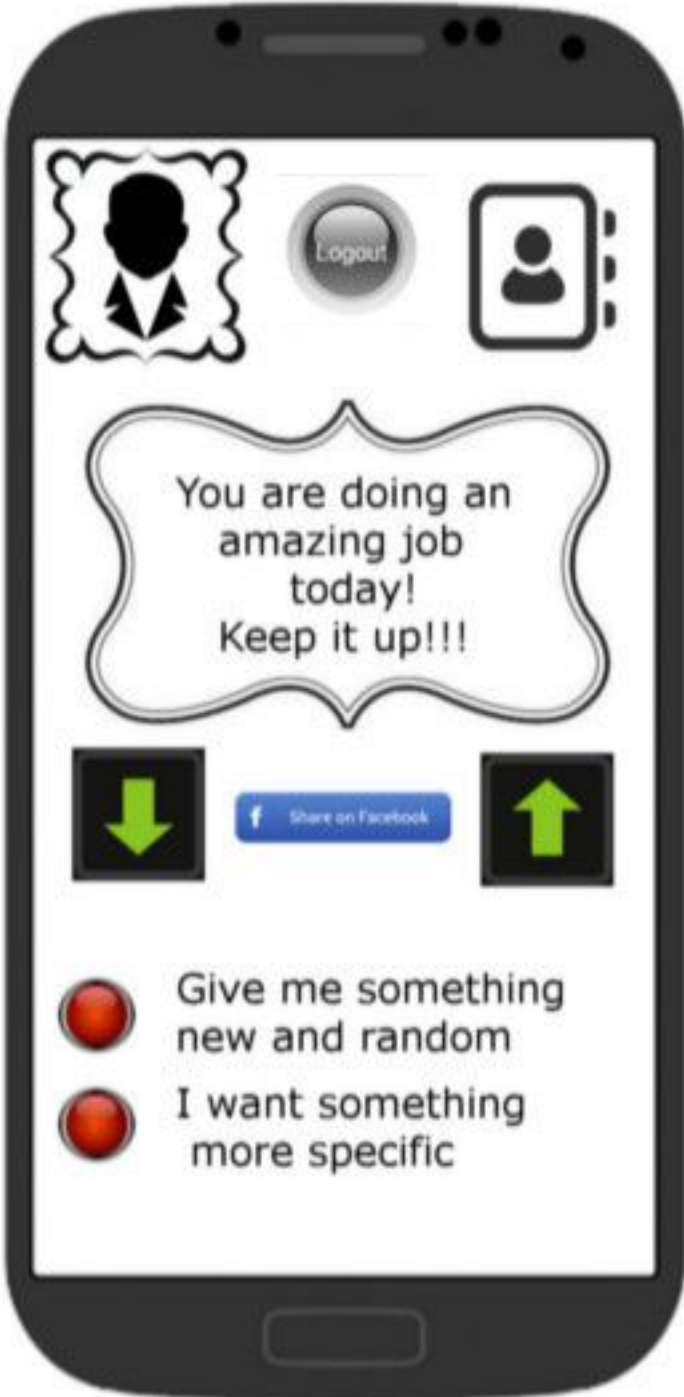 Logout
You are doing an
amazing job
today!
Keep it up!!!
f Share on Facebook
Give me something
new and random
I want something
more specific